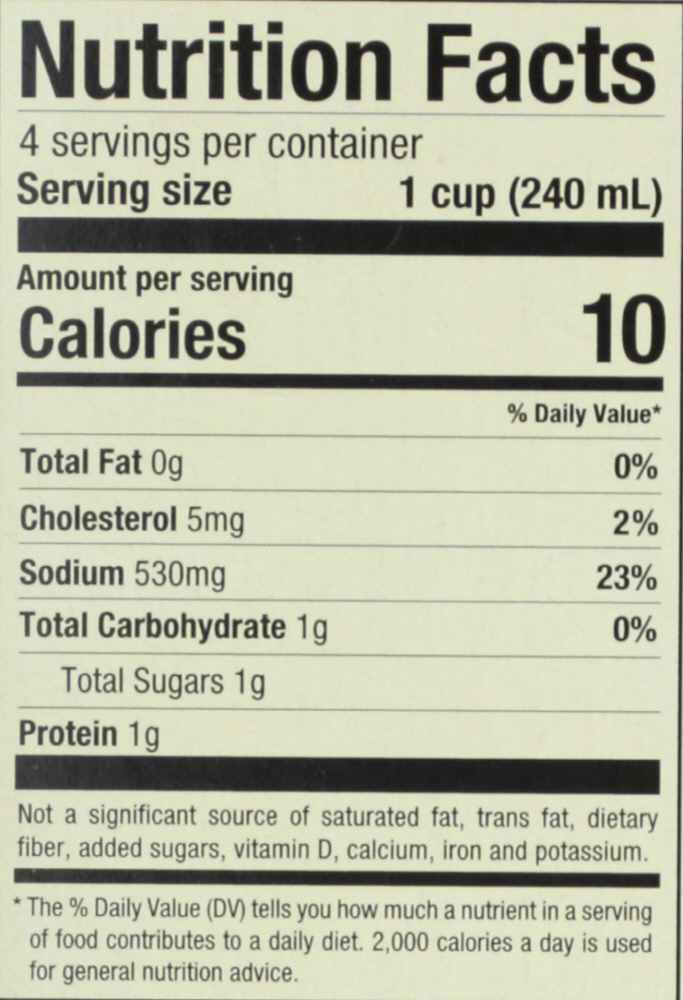 Nutrition Facts
4 servings per container
Serving size 1 cup (240 mL)
Amount per serving
Calories 10
% Daily Value*
Total Fat 0g 0%
Cholesterol 5mg 2%
Sodium 530mg 23%
Total Carbohydrate 1g 0%
Total Sugars 1g
Protein 1g
Not a significant source of saturated fat, trans fat, dietary
fiber, added sugars, vitamin D, calcium, iron and potassium.
* The % Daily Value (DV) tells you how much a nutrient in a serving
of food contributes to a daily diet. 2,000 calories a day is used
for general nutrition advice.